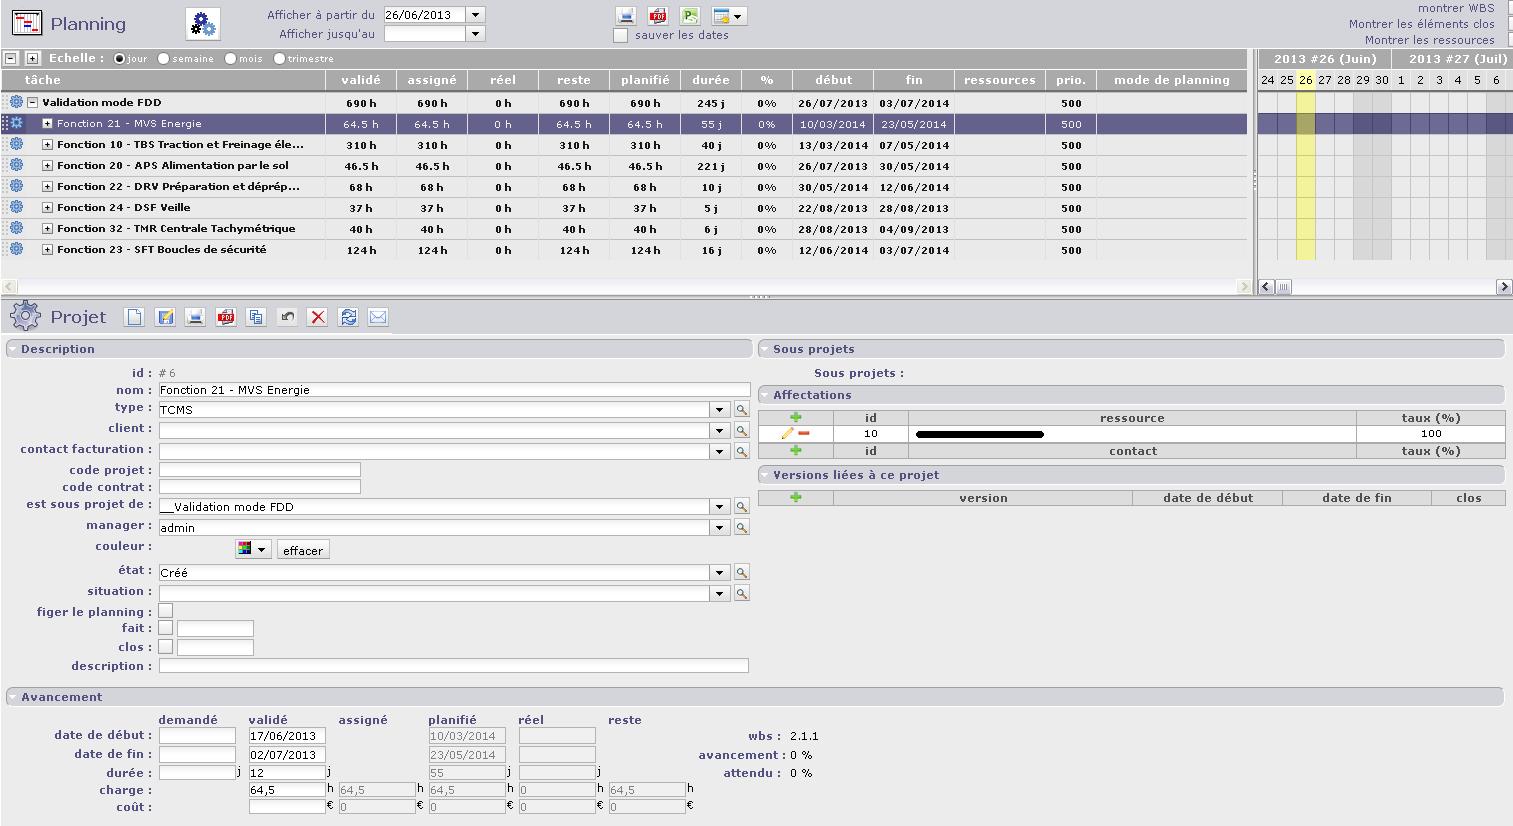 Planning
Afficher à partir du 26/06/2013
Afficher jusqu'au
sauver les dates
montrer WBS
Montrer les éléments clos
Montrer les ressources
Echelle : jour semaine mois trimestre
2013 #26 (Juin) 2013 #27 (Juil)
tâche validé assigné réel reste planifié durée % début fin ressources prio. mode de planning
24 25 26 27 28 29 30 1 2 3 4 5 6
Validation mode FDD 690 h 690 h 0 h 690 h 690 h 245 j 0% 26/07/2013 03/07/2014 500
Fonction 21 - MVS Energie 64.5 h 64.5 h 0 h 64.5 h 64.5 h 55 j 0% 10/03/2014 23/05/2014 500
Fonction 10 - TBS Traction et Freinage éle... 310 h 310 h 0 h 310 h 310 h 40 j 0% 13/03/2014 07/05/2014 500
Fonction 20 - APS Alimentation par le sol 46.5 h 46.5 h 0 h 46.5 h 46.5 h 221 j 0% 26/07/2013 30/05/2014 500
Fonction 22 - DRV Préparation et déprép... 68 h 68 h 0 h 68 h 68 h 10 j 0% 30/05/2014 12/06/2014 500
Fonction 24 - DSF Veille 37 h 37 h 0 h 37 h 37 h 5 j 0% 22/08/2013 28/08/2013 500
Fonction 32 - TMR Centrale Tachymétrique 40 h 40 h 0 h 40 h 40 h 6 j 0% 28/08/2013 04/09/2013 500
Fonction 23 - SFT Boucles de sécurité 124 h 124 h 0 h 124 h 124 h 16 j 0% 12/06/2014 03/07/2014 500
Projet
Description
id : # 6
nom : Fonction 21 - MVS Energie
type : TCMS
client :
contact facturation :
code projet :
code contrat :
est sous projet de : __Validation mode FDD
manager : admin
couleur : effacer
état : Créé
situation :
figer le planning :
fait :
clos :
description :
Sous projets
Sous projets :
Affectations
id ressource taux (%)
10 100
id contact taux (%)
Versions liées à ce projet
version date de début date de fin clos
Avancement
demandé validé assigné planifié réel reste
date de début : 17/06/2013 10/03/2014 wbs : 2.1.1
date de fin : 02/07/2013 23/05/2014 avancement : 0 %
durée : j 12 j 55 j j attendu : 0 %
charge : 64,5 h 64,5 h 64,5 h 0 h 64,5 h
coût : € 0 € 0 € 0 € 0 €